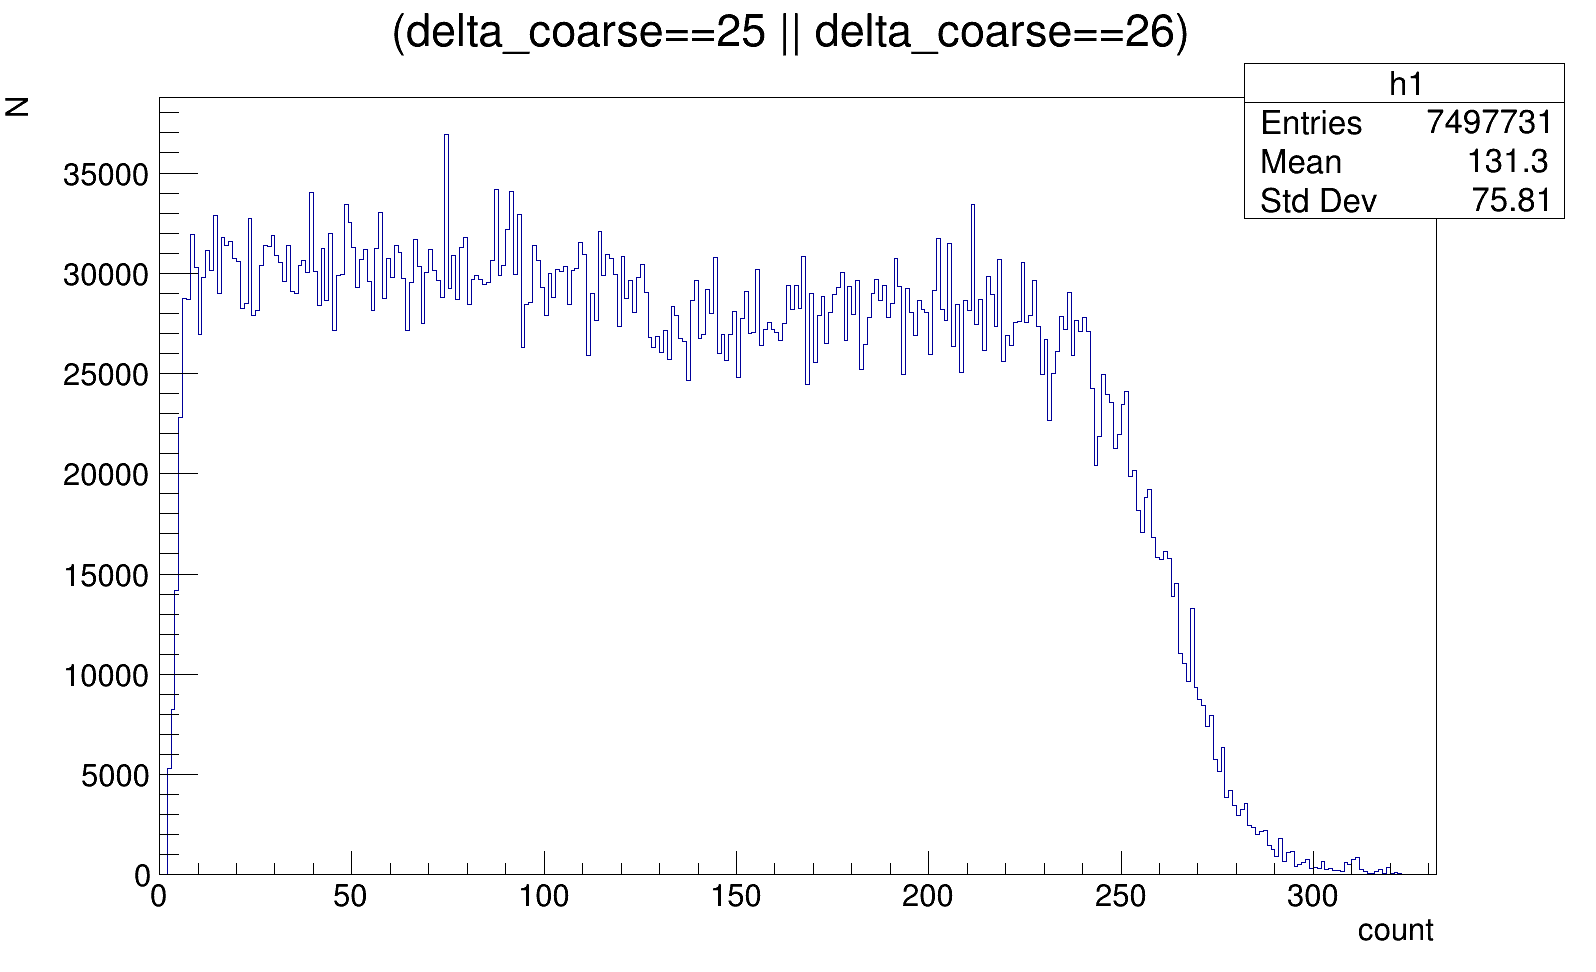 (delta_coarse==25 || delta_coarse==26)
h1
Entries 7497731
Mean 131.3
Std Dev 75.81
N
35000
30000
25000
20000
15000
10000
5000
0
0 50 100 150 200 250 300
count